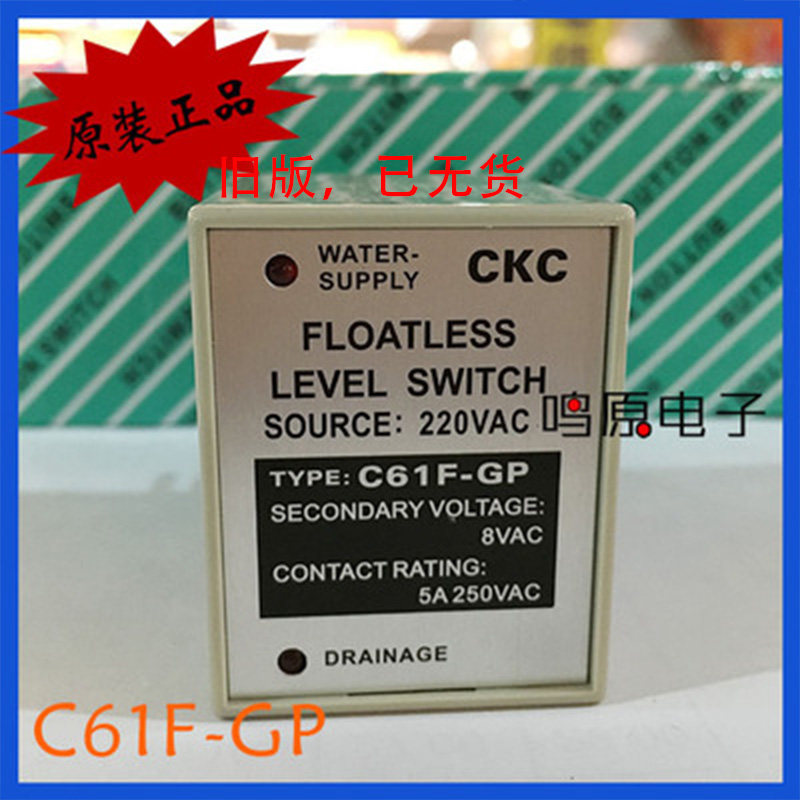 原装正品
旧版，已无货
WATER-
SUPPLY
CKC
FLOATLESS
LEVEL SWITCH
SOURCE: 220VAC
鸣原电子
TYPE: C61F-GP
SECONDARY VOLTAGE:
8VAC
CONTACT RATING:
5A 250VAC
DRAINAGE
C61F-GP